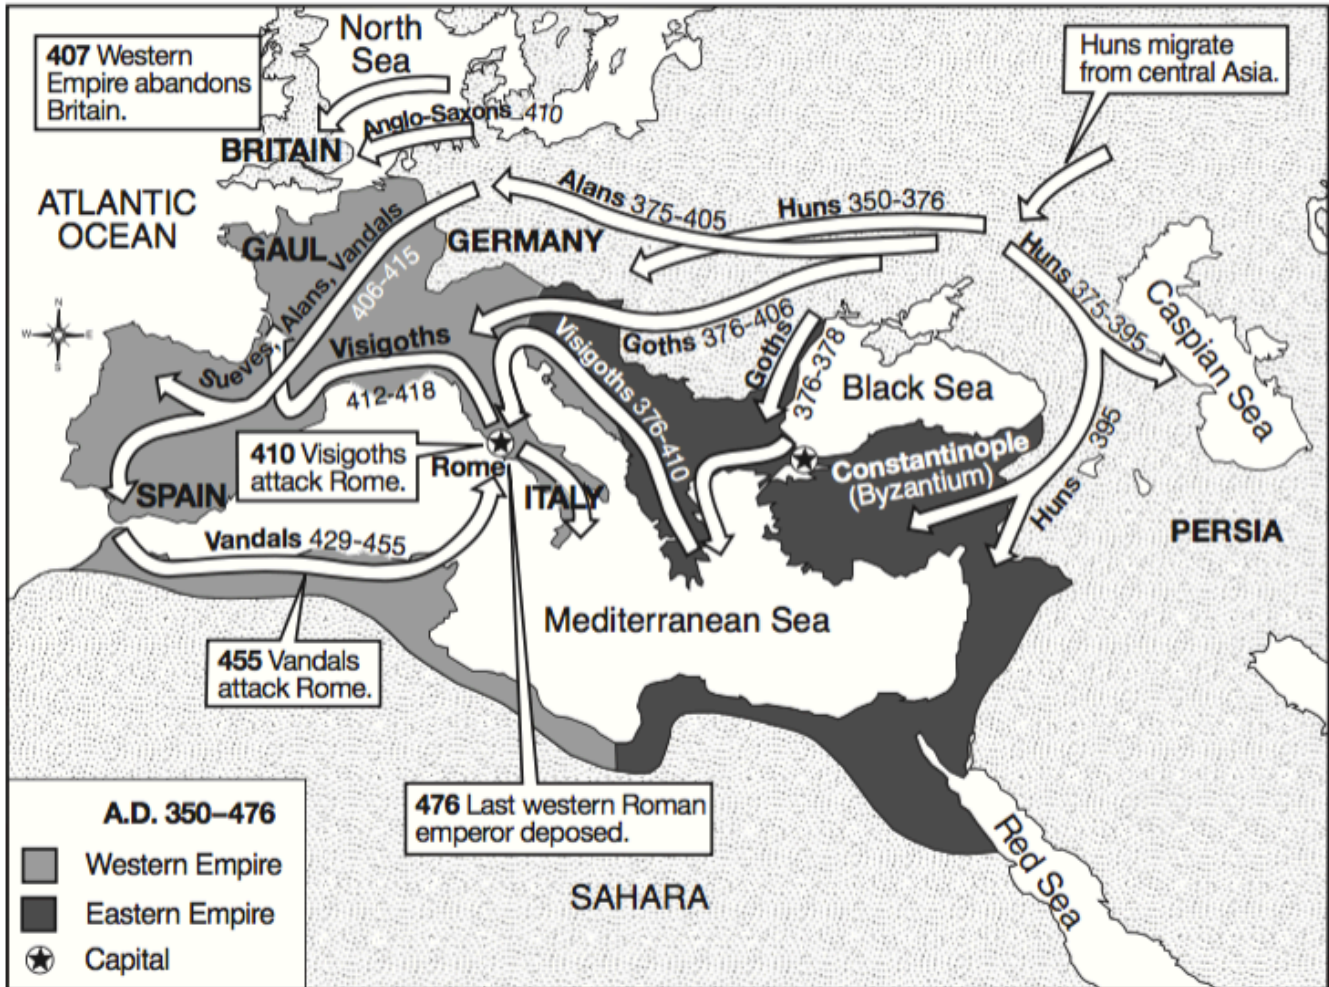 407 Western
Empire abandons
Britain.
North
Sea
Huns migrate
from central Asia.
Anglo-Saxons 410
BRITAIN
ATLANTIC
OCEAN
Alans 375-405
Huns 350-376
GAUL
GERMANY
Sueves, Alans, Vandals
406-415
Huns 375-395
Caspian Sea
N
W
E
S
Visigoths
412-418
Goths 376-406
Visigoths 376-410
Goths
376-378
Black Sea
410 Visigoths
attack Rome.
Rome
ITALY
SPAIN
Constantinople
(Byzantium)
Huns 395
PERSIA
Vandals 429-455
Mediterranean Sea
455 Vandals
attack Rome.
476 Last western Roman
emperor deposed.
SAHARA
Red Sea
A.D. 350–476
Western Empire
Eastern Empire
Capital